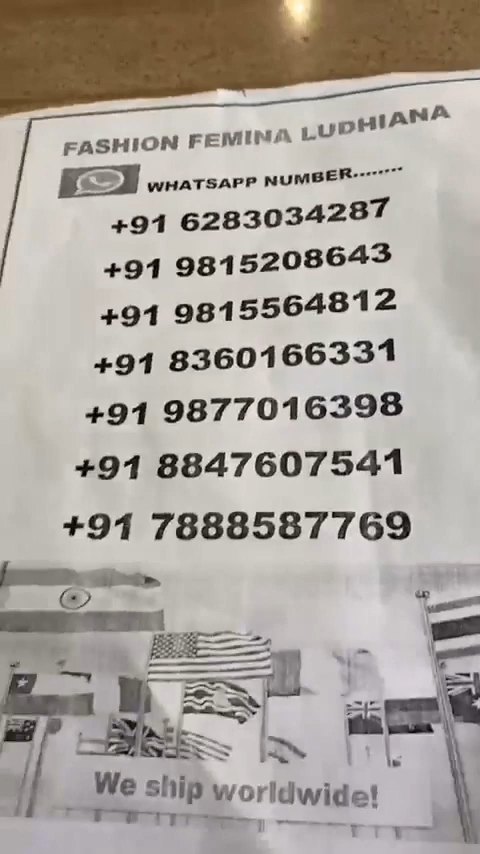 FASHION FEMINA LUDHIANA
WHATSAPP NUMBER........
+91 6283034287
+91 9815208643
+91 9815564812
+91 8360166331
+91 9877016398
+91 8847607541
+91 7888587769
We ship worldwide!